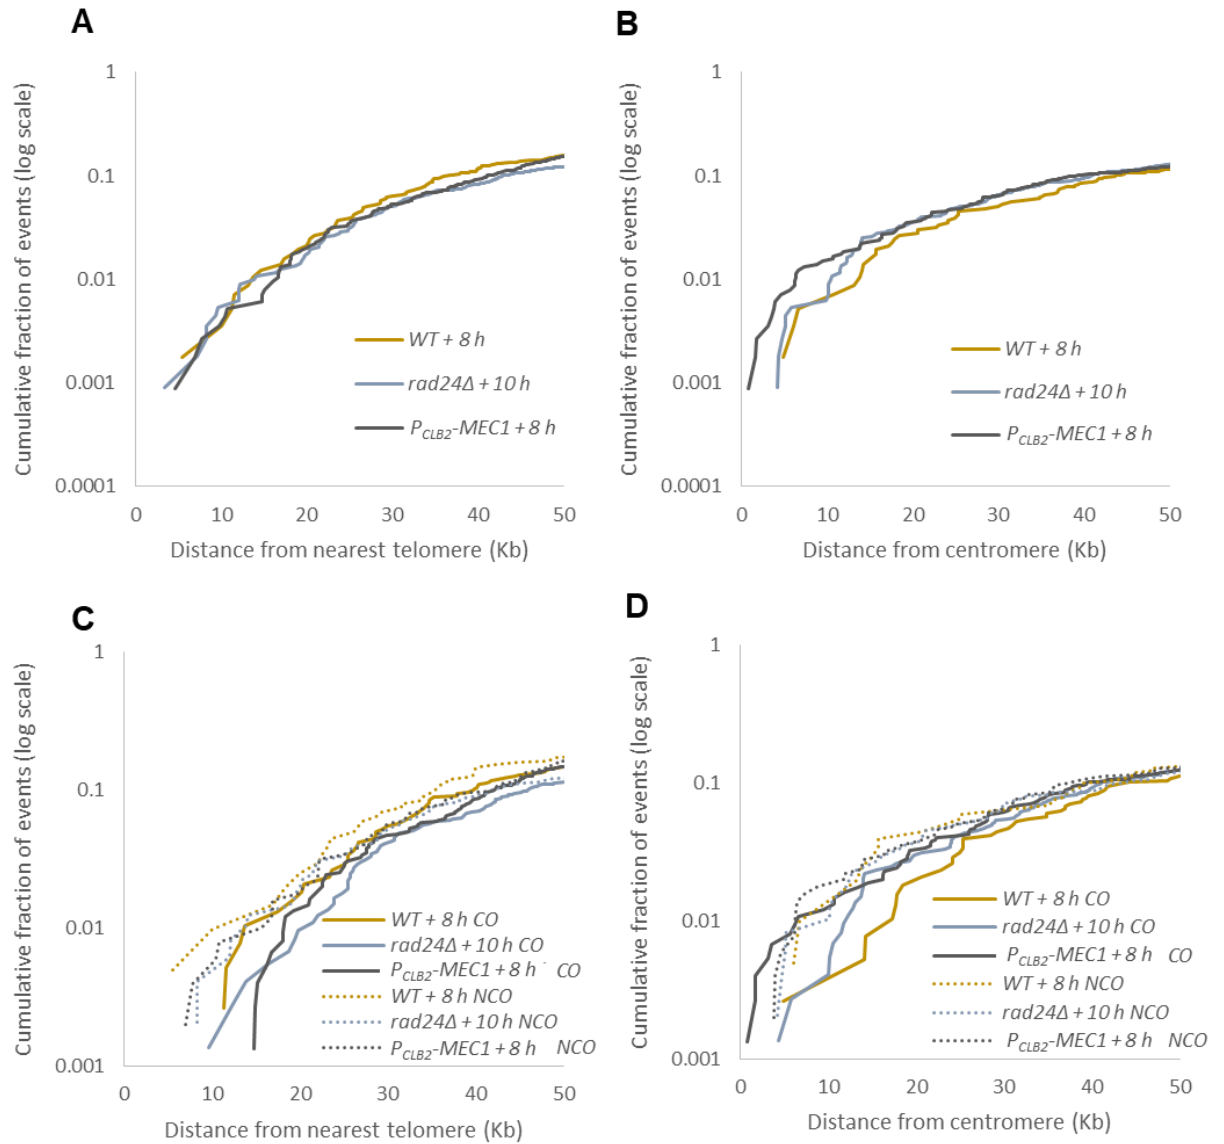 A
Cumulative fraction of events (log scale)
1
0.1
0.01
0.001
0.0001
WT + 8 h
rad24Δ + 10 h
P_CLB2-MEC1 + 8 h
0 10 20 30 40 50
Distance from nearest telomere (Kb)
B
Cumulative fraction of events (log scale)
1
0.1
0.01
0.001
0.0001
WT + 8 h
rad24Δ + 10 h
P_CLB2-MEC1 + 8 h
0 10 20 30 40 50
Distance from centromere (Kb)
C
Cumulative fraction of events (log scale)
1
0.1
0.01
0.001
WT + 8 h CO
rad24Δ + 10 h CO
P_CLB2-MEC1 + 8 h CO
WT + 8 h NCO
rad24Δ + 10 h NCO
P_CLB2-MEC1 + 8 h NCO
0 10 20 30 40 50
Distance from nearest telomere (Kb)
D
Cumulative fraction of events (log scale)
1
0.1
0.01
0.001
WT + 8 h CO
rad24Δ + 10 h CO
P_CLB2-MEC1 + 8 h CO
WT + 8 h NCO
rad24Δ + 10 h NCO
P_CLB2-MEC1 + 8 h NCO
0 10 20 30 40 50
Distance from centromere (Kb)